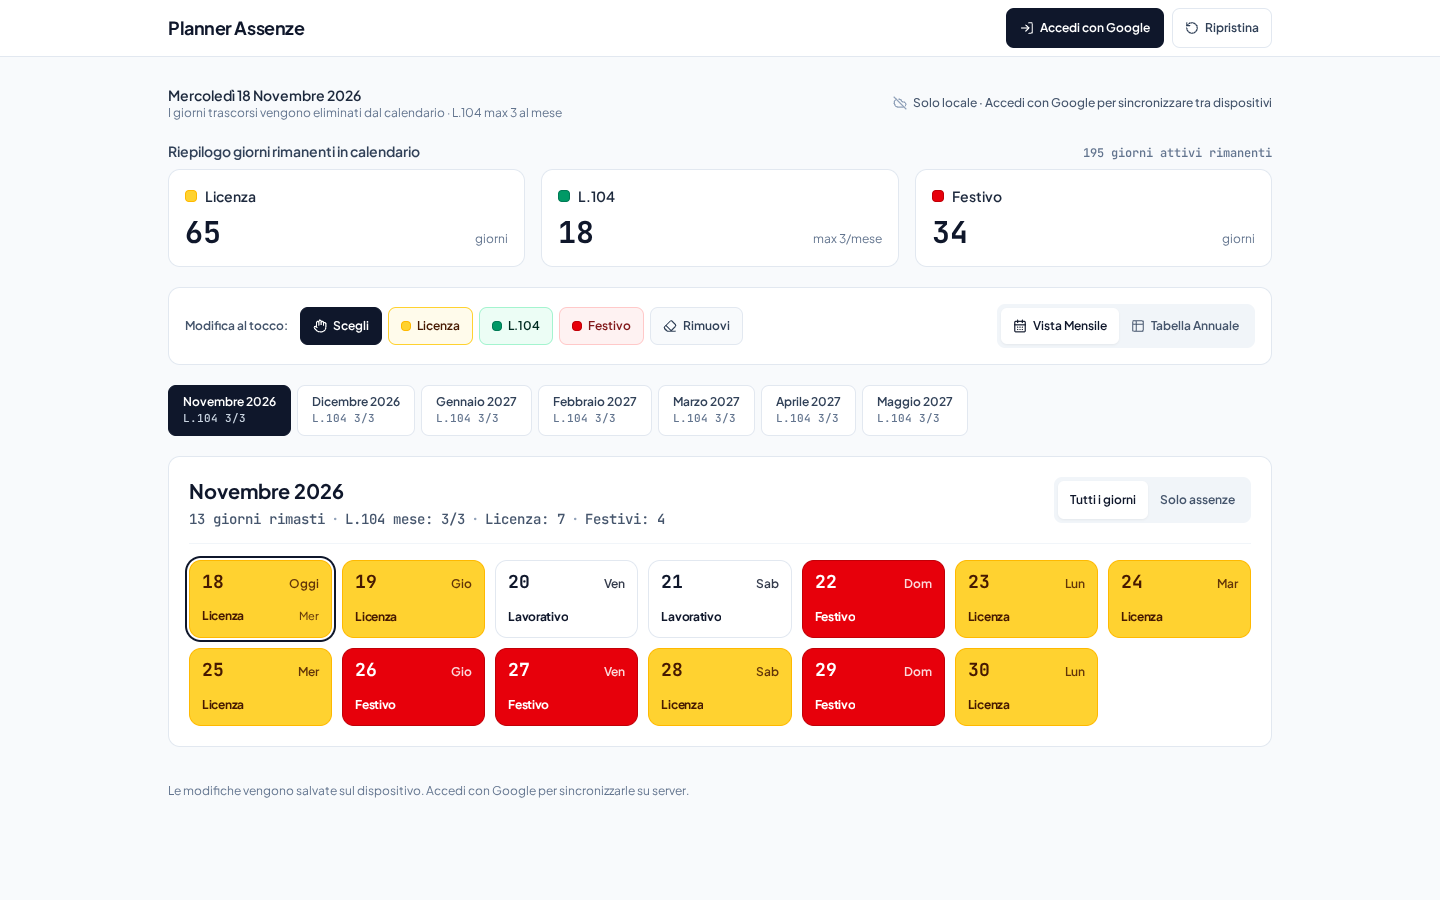 Planner Assenze
Accedi con Google
Ripristina
Mercoledì 18 Novembre 2026
I giorni trascorsi vengono eliminati dal calendario · L.104 max 3 al mese
Solo locale · Accedi con Google per sincronizzare tra dispositivi
Riepilogo giorni rimanenti in calendario
195 giorni attivi rimanenti
Licenza
65
giorni
L.104
18
max 3/mese
Festivo
34
giorni
Modifica al tocco:
Scegli
Licenza
L.104
Festivo
Rimuovi
Vista Mensile
Tabella Annuale
Novembre 2026
L.104 3/3
Dicembre 2026
L.104 3/3
Gennaio 2027
L.104 3/3
Febbraio 2027
L.104 3/3
Marzo 2027
L.104 3/3
Aprile 2027
L.104 3/3
Maggio 2027
L.104 3/3
Novembre 2026
13 giorni rimasti · L.104 mese: 3/3 · Licenza: 7 · Festivi: 4
Tutti i giorni
Solo assenze
18 Oggi
Licenza Mer
19 Gio
Licenza
20 Ven
Lavorativo
21 Sab
Lavorativo
22 Dom
Festivo
23 Lun
Licenza
24 Mar
Licenza
25 Mer
Licenza
26 Gio
Festivo
27 Ven
Festivo
28 Sab
Licenza
29 Dom
Festivo
30 Lun
Licenza
Le modifiche vengono salvate sul dispositivo. Accedi con Google per sincronizzarle su server.